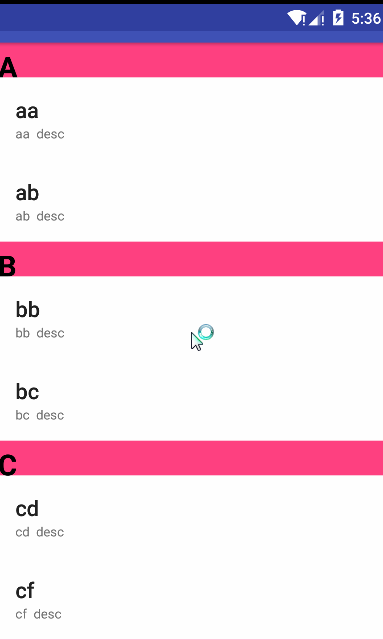 5:36
A
aa
aa desc
ab
ab desc
B
bb
bb desc
bc
bc desc
C
cd
cd desc
cf
cf desc